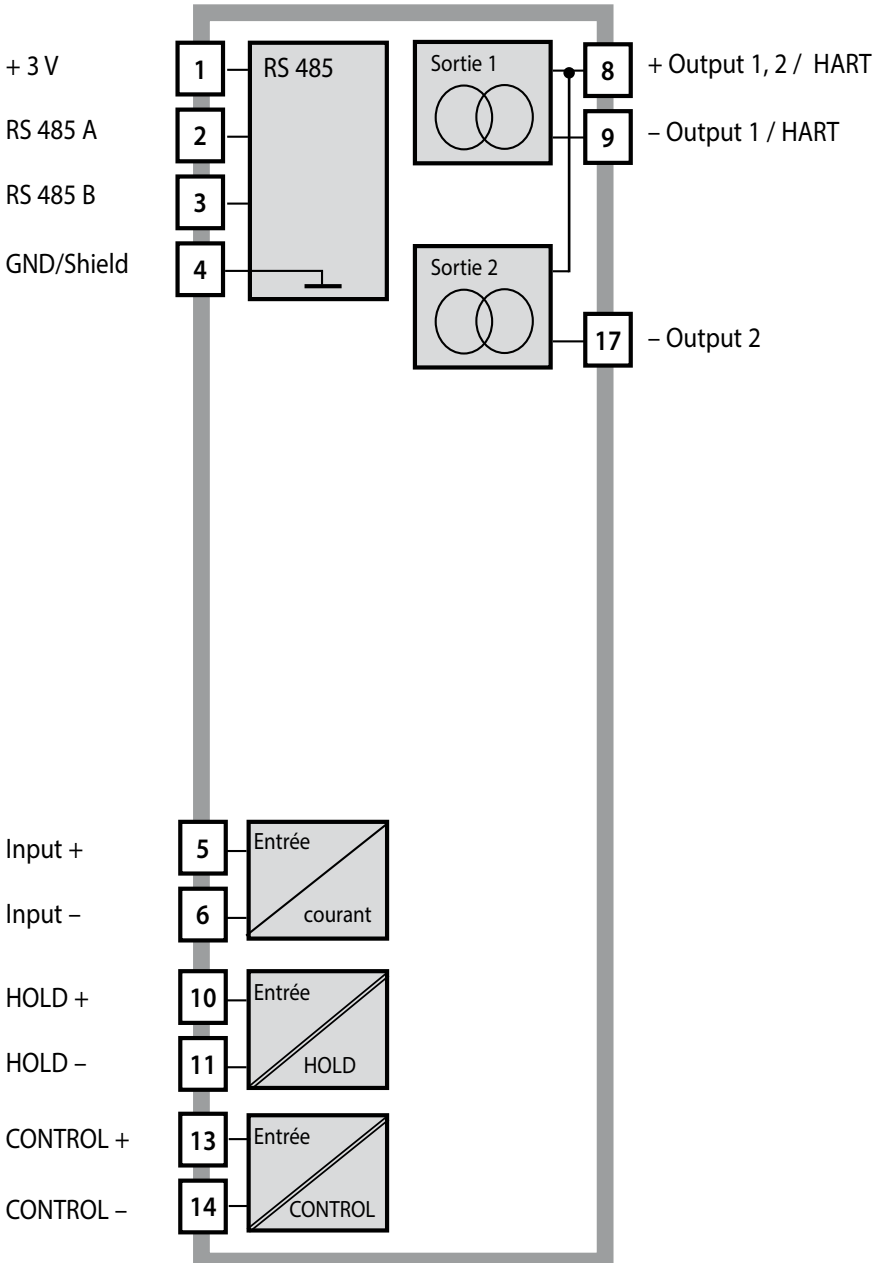 + 3 V
1
RS 485
RS 485 A
2
RS 485 B
3
GND/Shield
4
Sortie 1
8
+ Output 1, 2 / HART
9
– Output 1 / HART
Sortie 2
17
– Output 2
Input +
5
Entrée
Input –
6
courant
HOLD +
10
Entrée
HOLD –
11
HOLD
CONTROL +
13
Entrée
CONTROL –
14
CONTROL